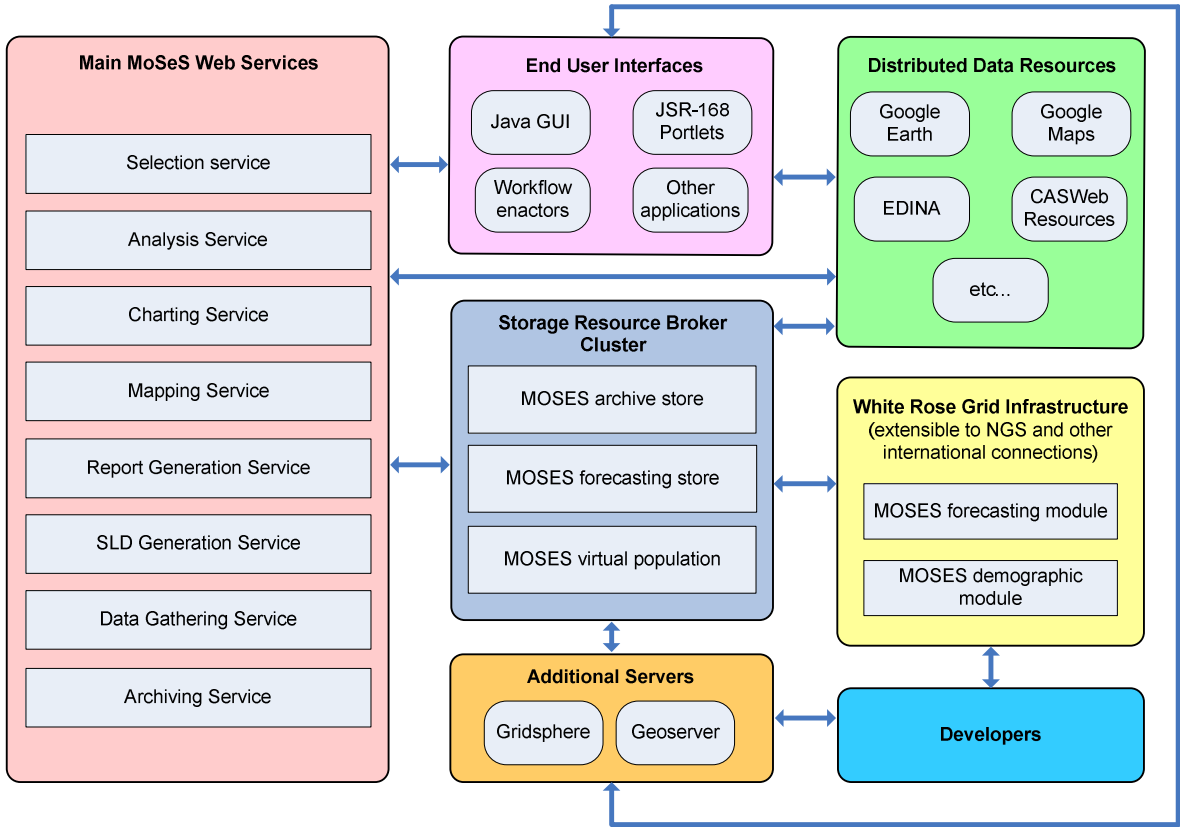 Main MoSeS Web Services
Selection service
Analysis Service
Charting Service
Mapping Service
Report Generation Service
SLD Generation Service
Data Gathering Service
Archiving Service
End User Interfaces
Java GUI
JSR-168
Portlets
Workflow
enactors
Other
applications
Distributed Data Resources
Google
Earth
Google
Maps
EDINA
CASWeb
Resources
etc...
Storage Resource Broker
Cluster
MOSES archive store
MOSES forecasting store
MOSES virtual population
White Rose Grid Infrastructure
(extensible to NGS and other
international connections)
MOSES forecasting module
MOSES demographic
module
Additional Servers
Gridsphere
Geoserver
Developers